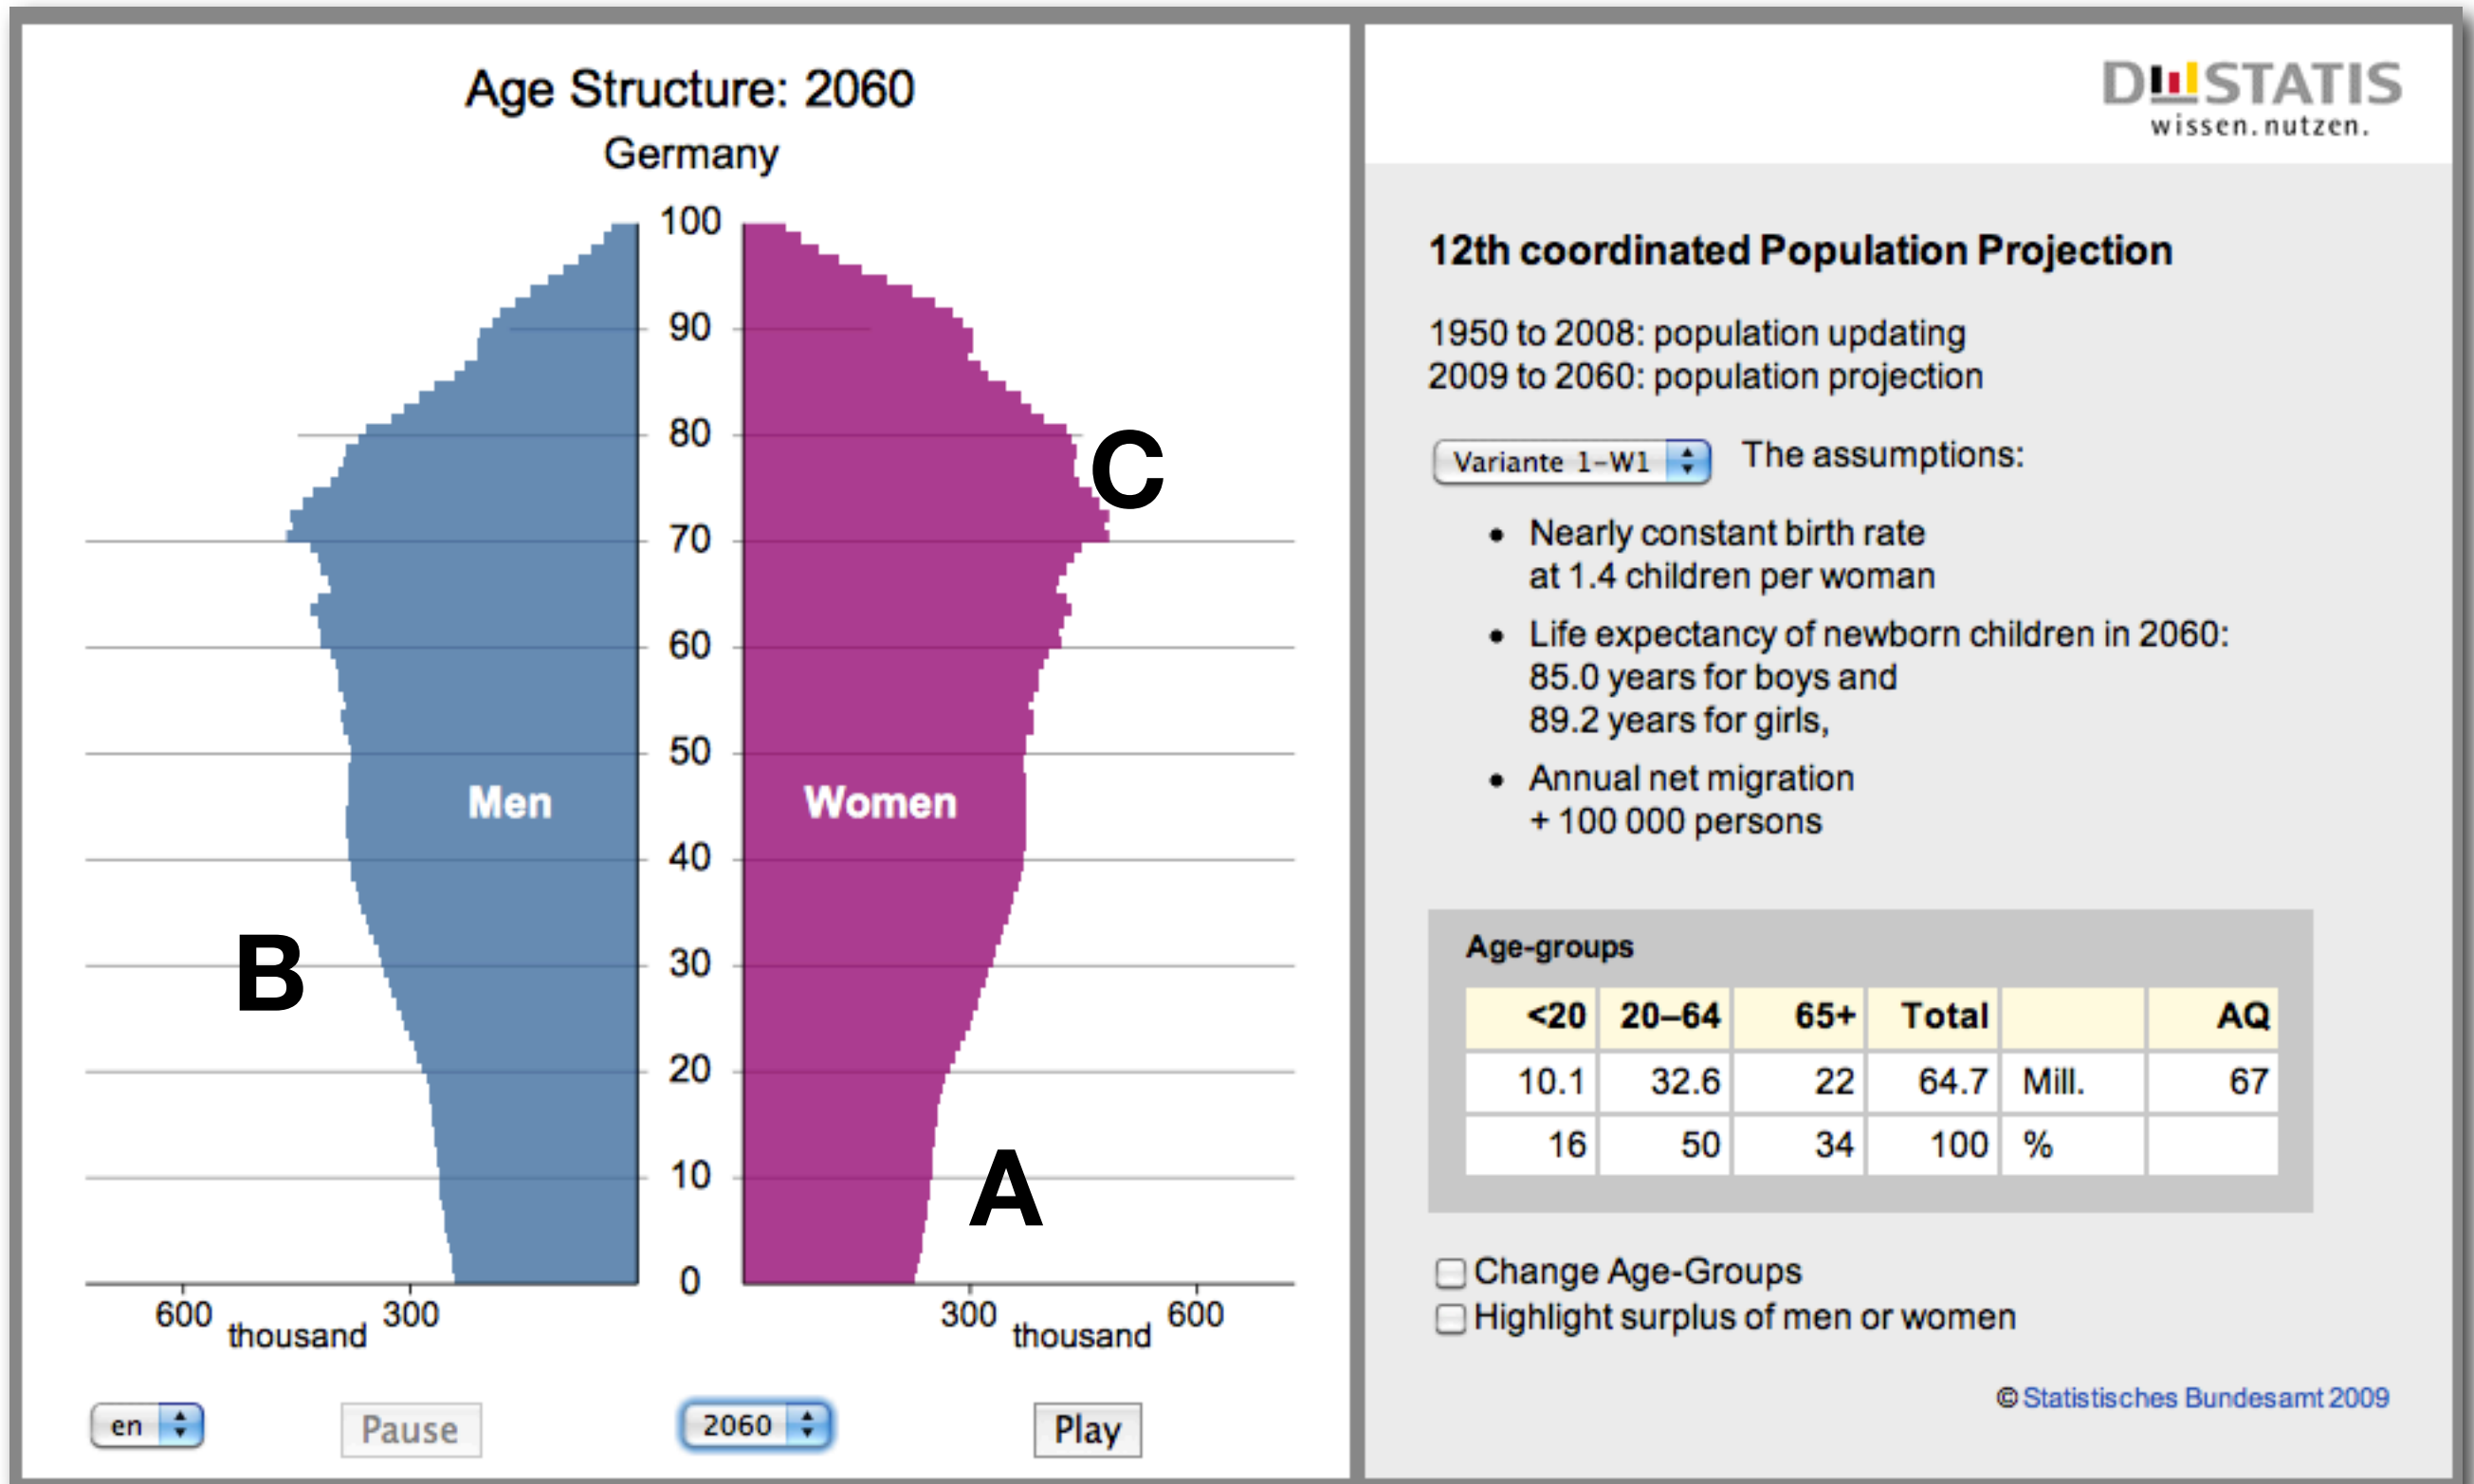 Age Structure: 2060
Germany
100
90
80
70
60
50
40
30
20
10
0
Men
Women
A
B
C
600
300
thousand
300
600
thousand
en
Pause
2060
Play
DSTATIS
wissen.nutzen.
12th coordinated Population Projection
1950 to 2008: population updating
2009 to 2060: population projection
Variante 1-W1 The assumptions:
• Nearly constant birth rate
at 1.4 children per woman
• Life expectancy of newborn children in 2060:
85.0 years for boys and
89.2 years for girls,
• Annual net migration
+ 100 000 persons
Age-groups
<20 20–64 65+ Total AQ
10.1 32.6 22 64.7 Mill. 67
16 50 34 100 %
Change Age-Groups
Highlight surplus of men or women
© Statistisches Bundesamt 2009